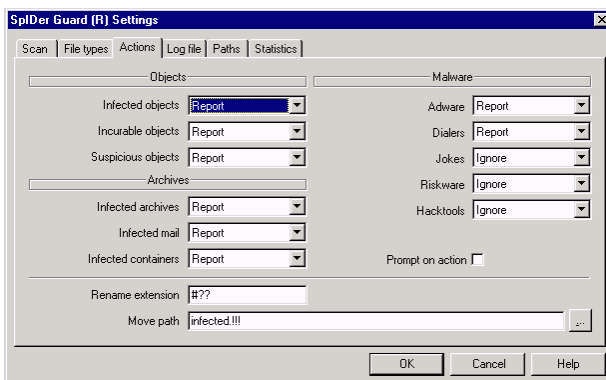 SpIDer Guard (R) Settings
Scan File types Actions Log file Paths Statistics
Objects
Infected objects Report
Incurable objects Report
Suspicious objects Report
Archives
Infected archives Report
Infected mail Report
Infected containers Report
Malware
Adware Report
Dialers Report
Jokes Ignore
Riskware Ignore
Hacktools Ignore
Prompt on action
Rename extension #??
Move path infected.!!!
...
OK Cancel Help